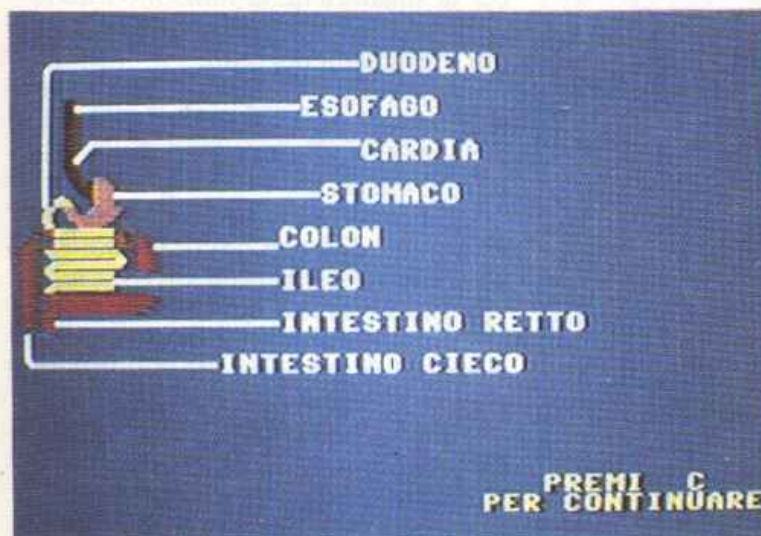 DUODENO
ESOFAGO
CARDIA
STOMACO
COLON
ILEO
INTESTINO RETTO
INTESTINO CIECO
PREMI C
PER CONTINUARE